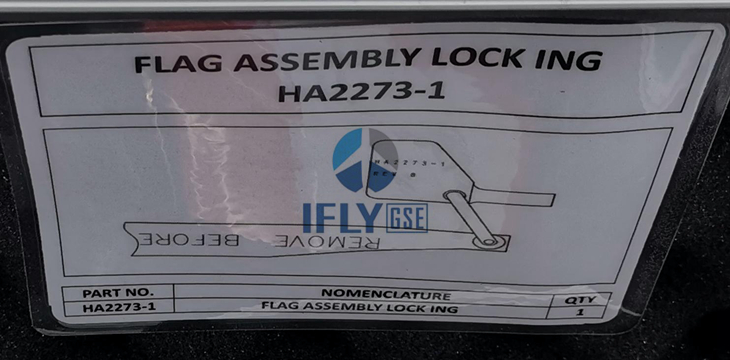 FLAG ASSEMBLY LOCK ING
HA2273-1
HA2273-1
REV B
IFLY GSE
REMOVE BEFORE
PART NO. NOMENCLATURE QTY
HA2273-1 FLAG ASSEMBLY LOCK ING 1